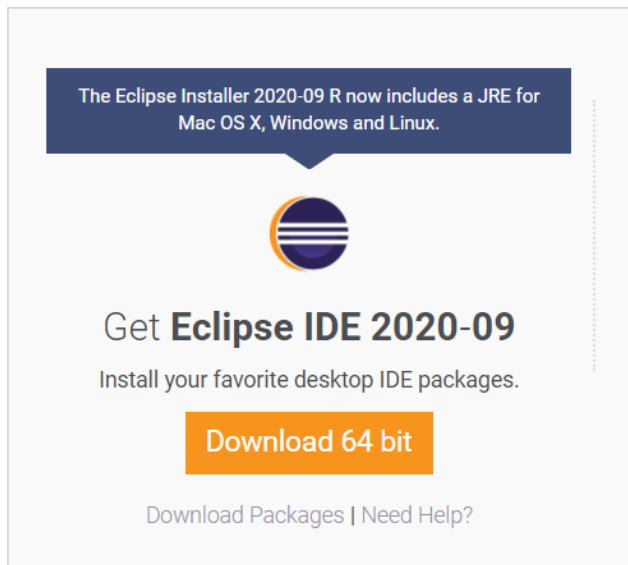 The Eclipse Installer 2020-09 R now includes a JRE for
Mac OS X, Windows and Linux.
Get Eclipse IDE 2020-09
Install your favorite desktop IDE packages.
Download 64 bit
Download Packages | Need Help?